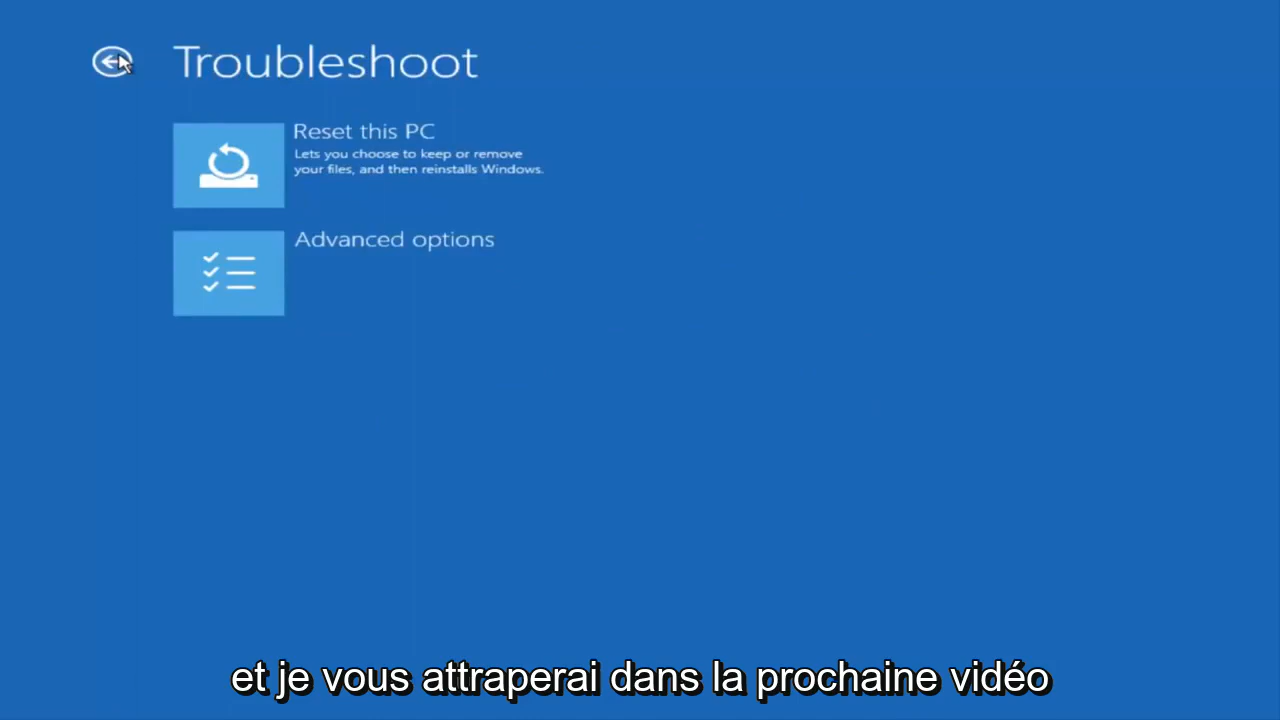 Troubleshoot
Reset this PC
Lets you choose to keep or remove
your files, and then reinstalls Windows.
Advanced options
et je vous attraperai dans la prochaine vidéo